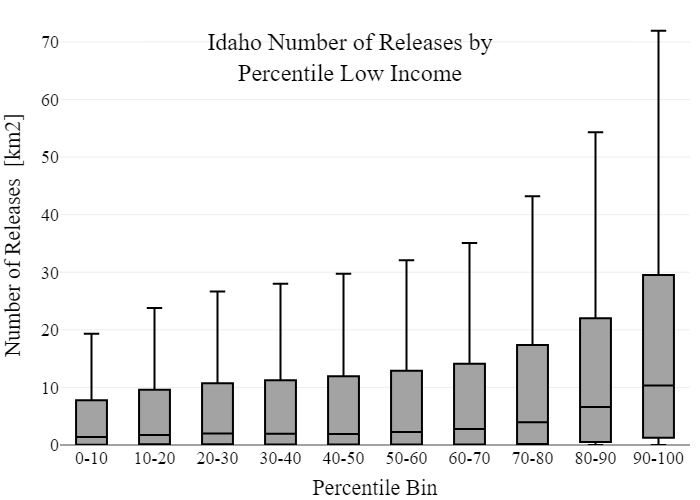 Idaho Number of Releases by
Percentile Low Income
Number of Releases [km2]
70
60
50
40
30
20
10
0
0-10 10-20 20-30 30-40 40-50 50-60 60-70 70-80 80-90 90-100
Percentile Bin